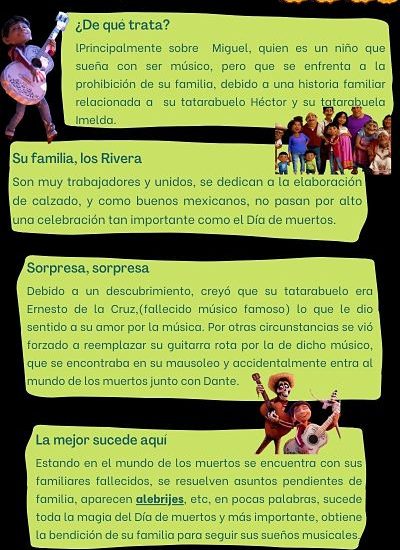 ¿De qué trata?
lPrincipalmente sobre Miguel, quien es un niño que
sueña con ser músico, pero que se enfrenta a la
prohibición de su familia, debido a una historia familiar
relacionada a su tatarabuelo Héctor y su tatarabuela
Imelda.
Su familia, los Rivera
Son muy trabajadores y unidos, se dedican a la elaboración
de calzado, y como buenos mexicanos, no pasan por alto
una celebración tan importante como el Día de muertos.
Sorpresa, sorpresa
Debido a un descubrimiento, creyó que su tatarabuelo era
Ernesto de la Cruz,(fallecido músico famoso) lo que le dio
sentido a su amor por la música. Por otras circunstancias se vió
forzado a reemplazar su guitarra rota por la de dicho músico,
que se encontraba en su mausoleo y accidentalmente entra al
mundo de los muertos junto con Dante.
La mejor sucede aquí
Estando en el mundo de los muertos se encuentra con sus
familiares fallecidos, se resuelven asuntos pendientes de
familia, aparecen alebrijes, etc, en pocas palabras, sucede
toda la magia del Día de muertos y más importante, obtiene
la bendición de su familia para seguir sus sueños musicales.